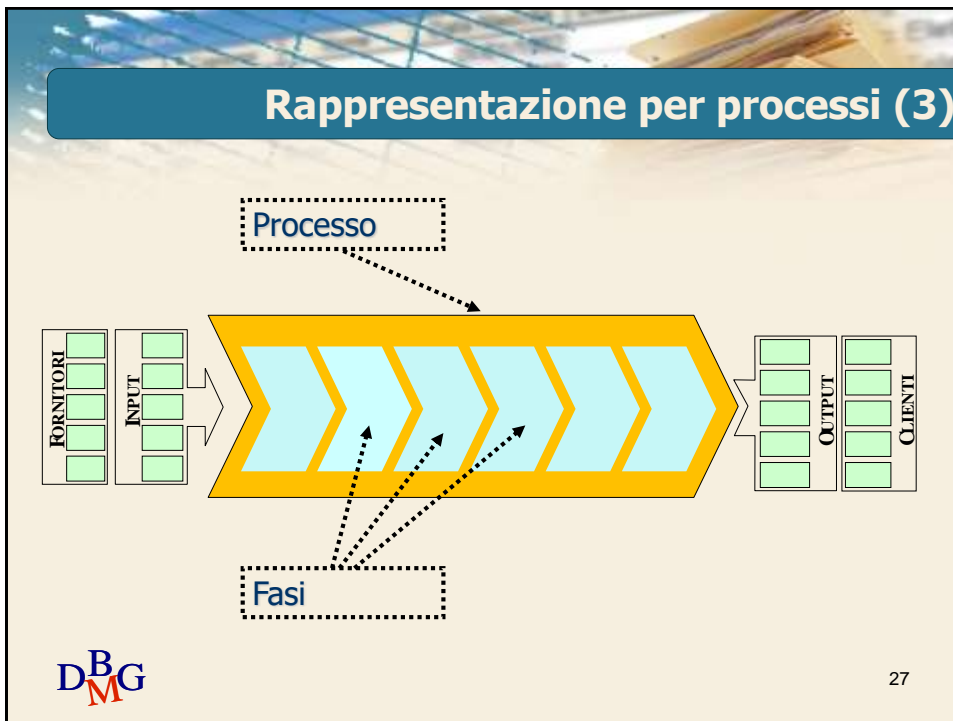 Rappresentazione per processi (3)
Processo
FORNITORI
INPUT
OUTPUT
CLIENTI
Fasi
DBMG
27